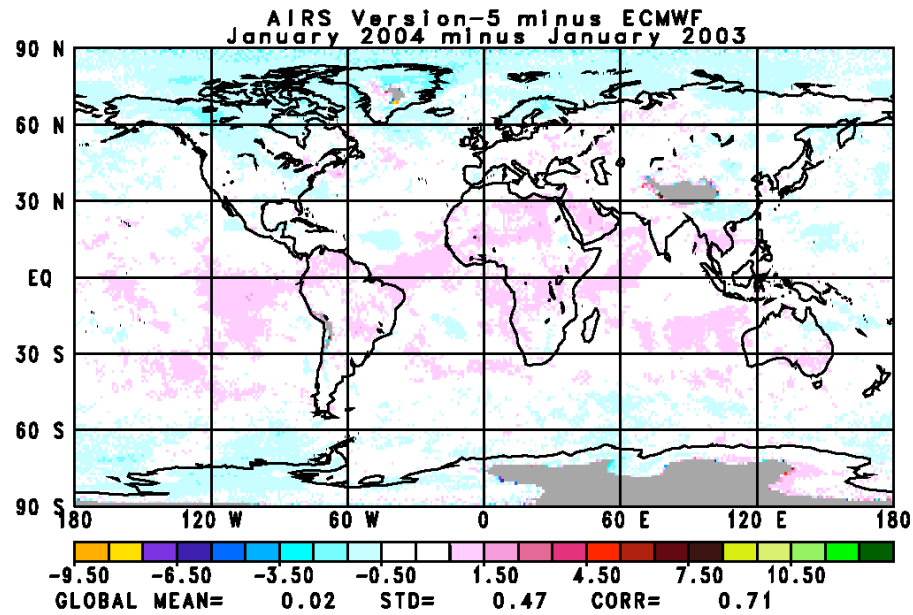 AIRS Version-5 minus ECMWF
January 2004 minus January 2003
90 N
60 N
30 N
EQ
30 S
60 S
90 S
180 120 W 60 W 0 60 E 120 E 180
-9.50 -6.50 -3.50 -0.50 1.50 4.50 7.50 10.50
GLOBAL MEAN= 0.02 STD= 0.47 CORR= 0.71